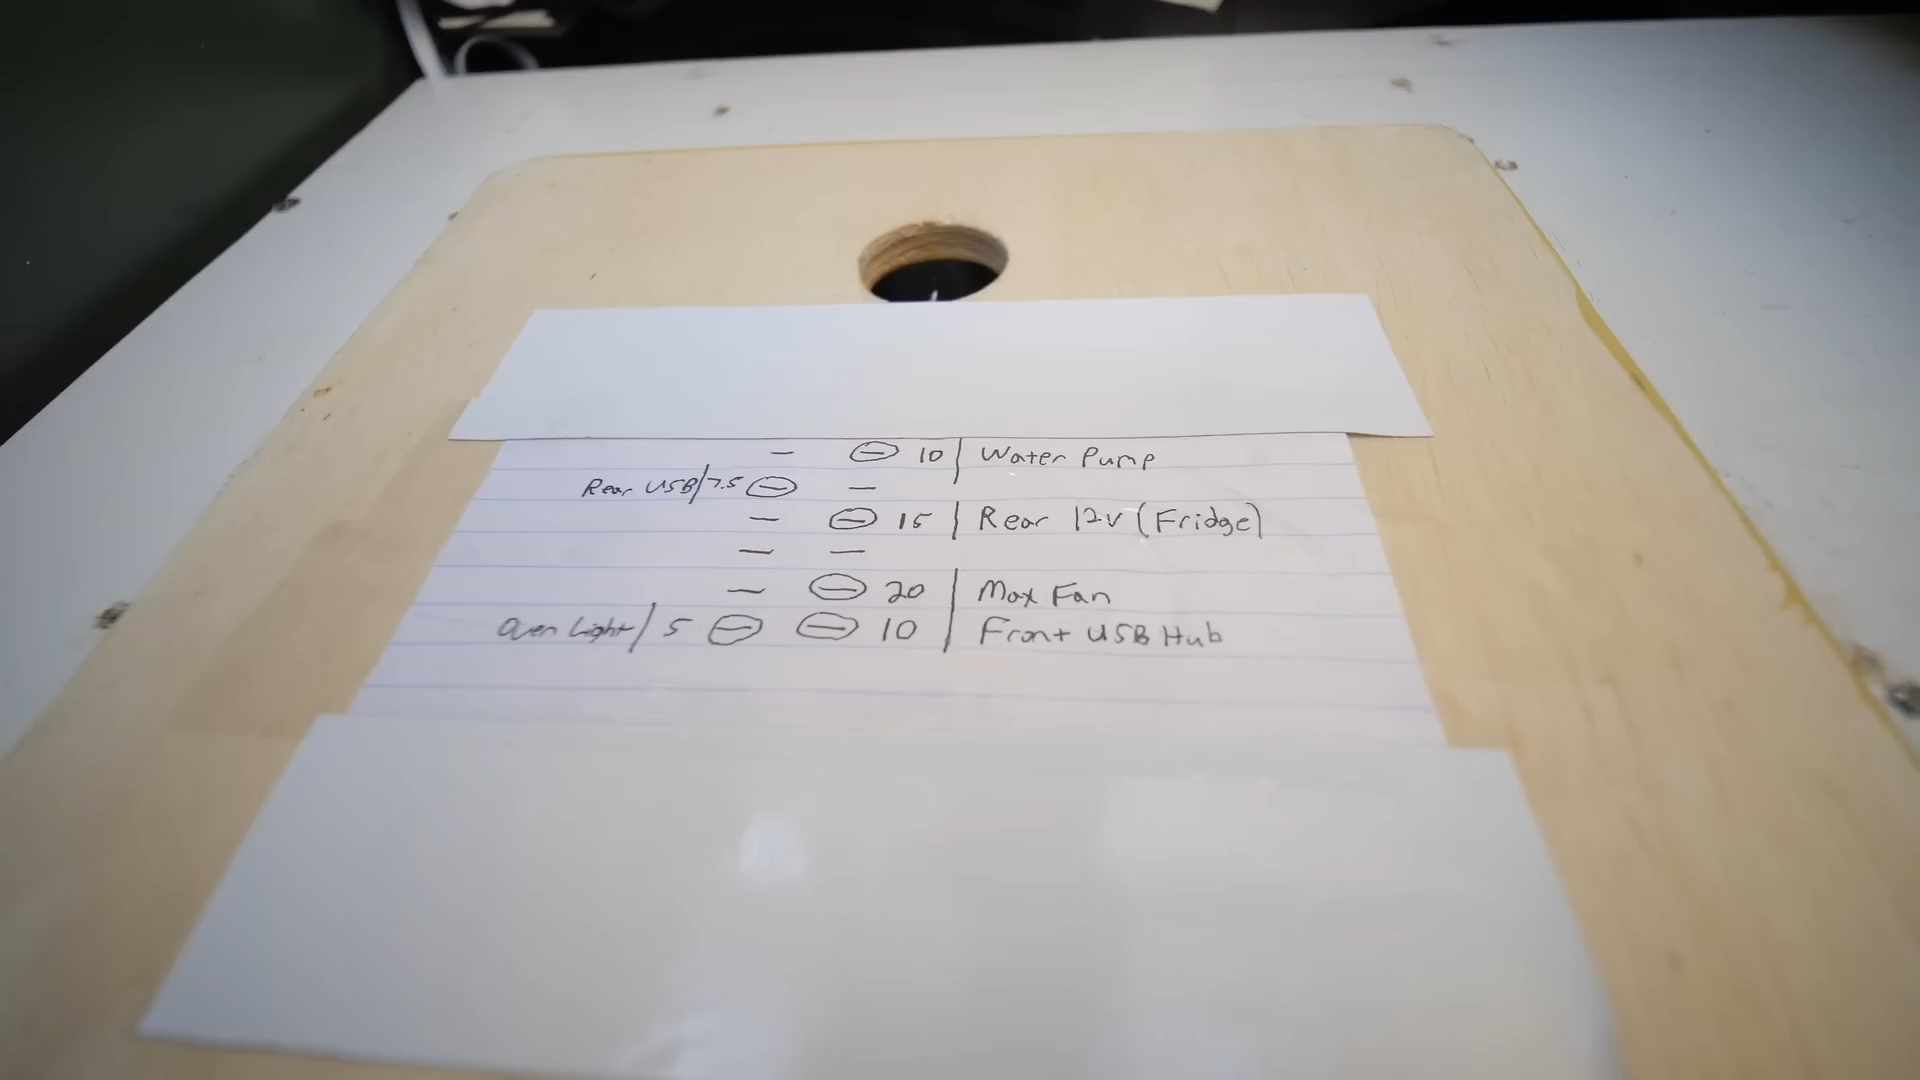 — ⊖ 10 | Water Pump
Rear USB/7.5 ⊖ —
— ⊖ 15 | Rear 12V (Fridge)
— —
— ⊖ 20 | Max Fan
Oven Light/ 5 ⊖ ⊖ 10 | Front USB Hub